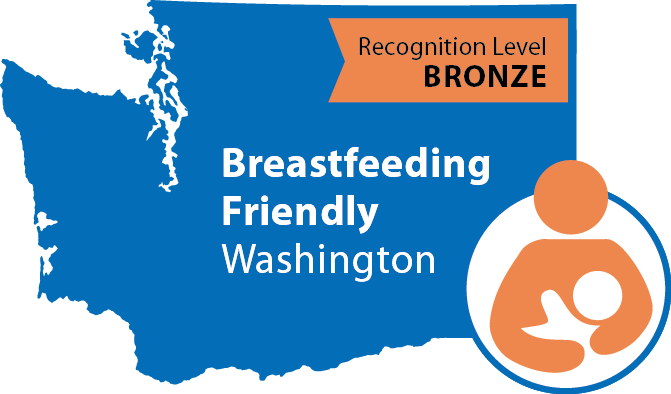 Recognition Level
BRONZE
Breastfeeding
Friendly
Washington